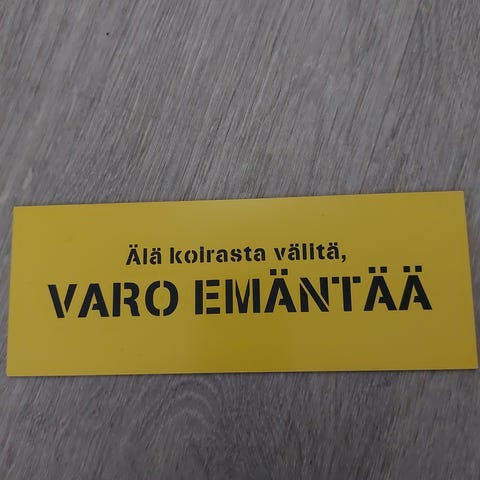 Älä koirasta välitä,
VARO EMÄNTÄÄ